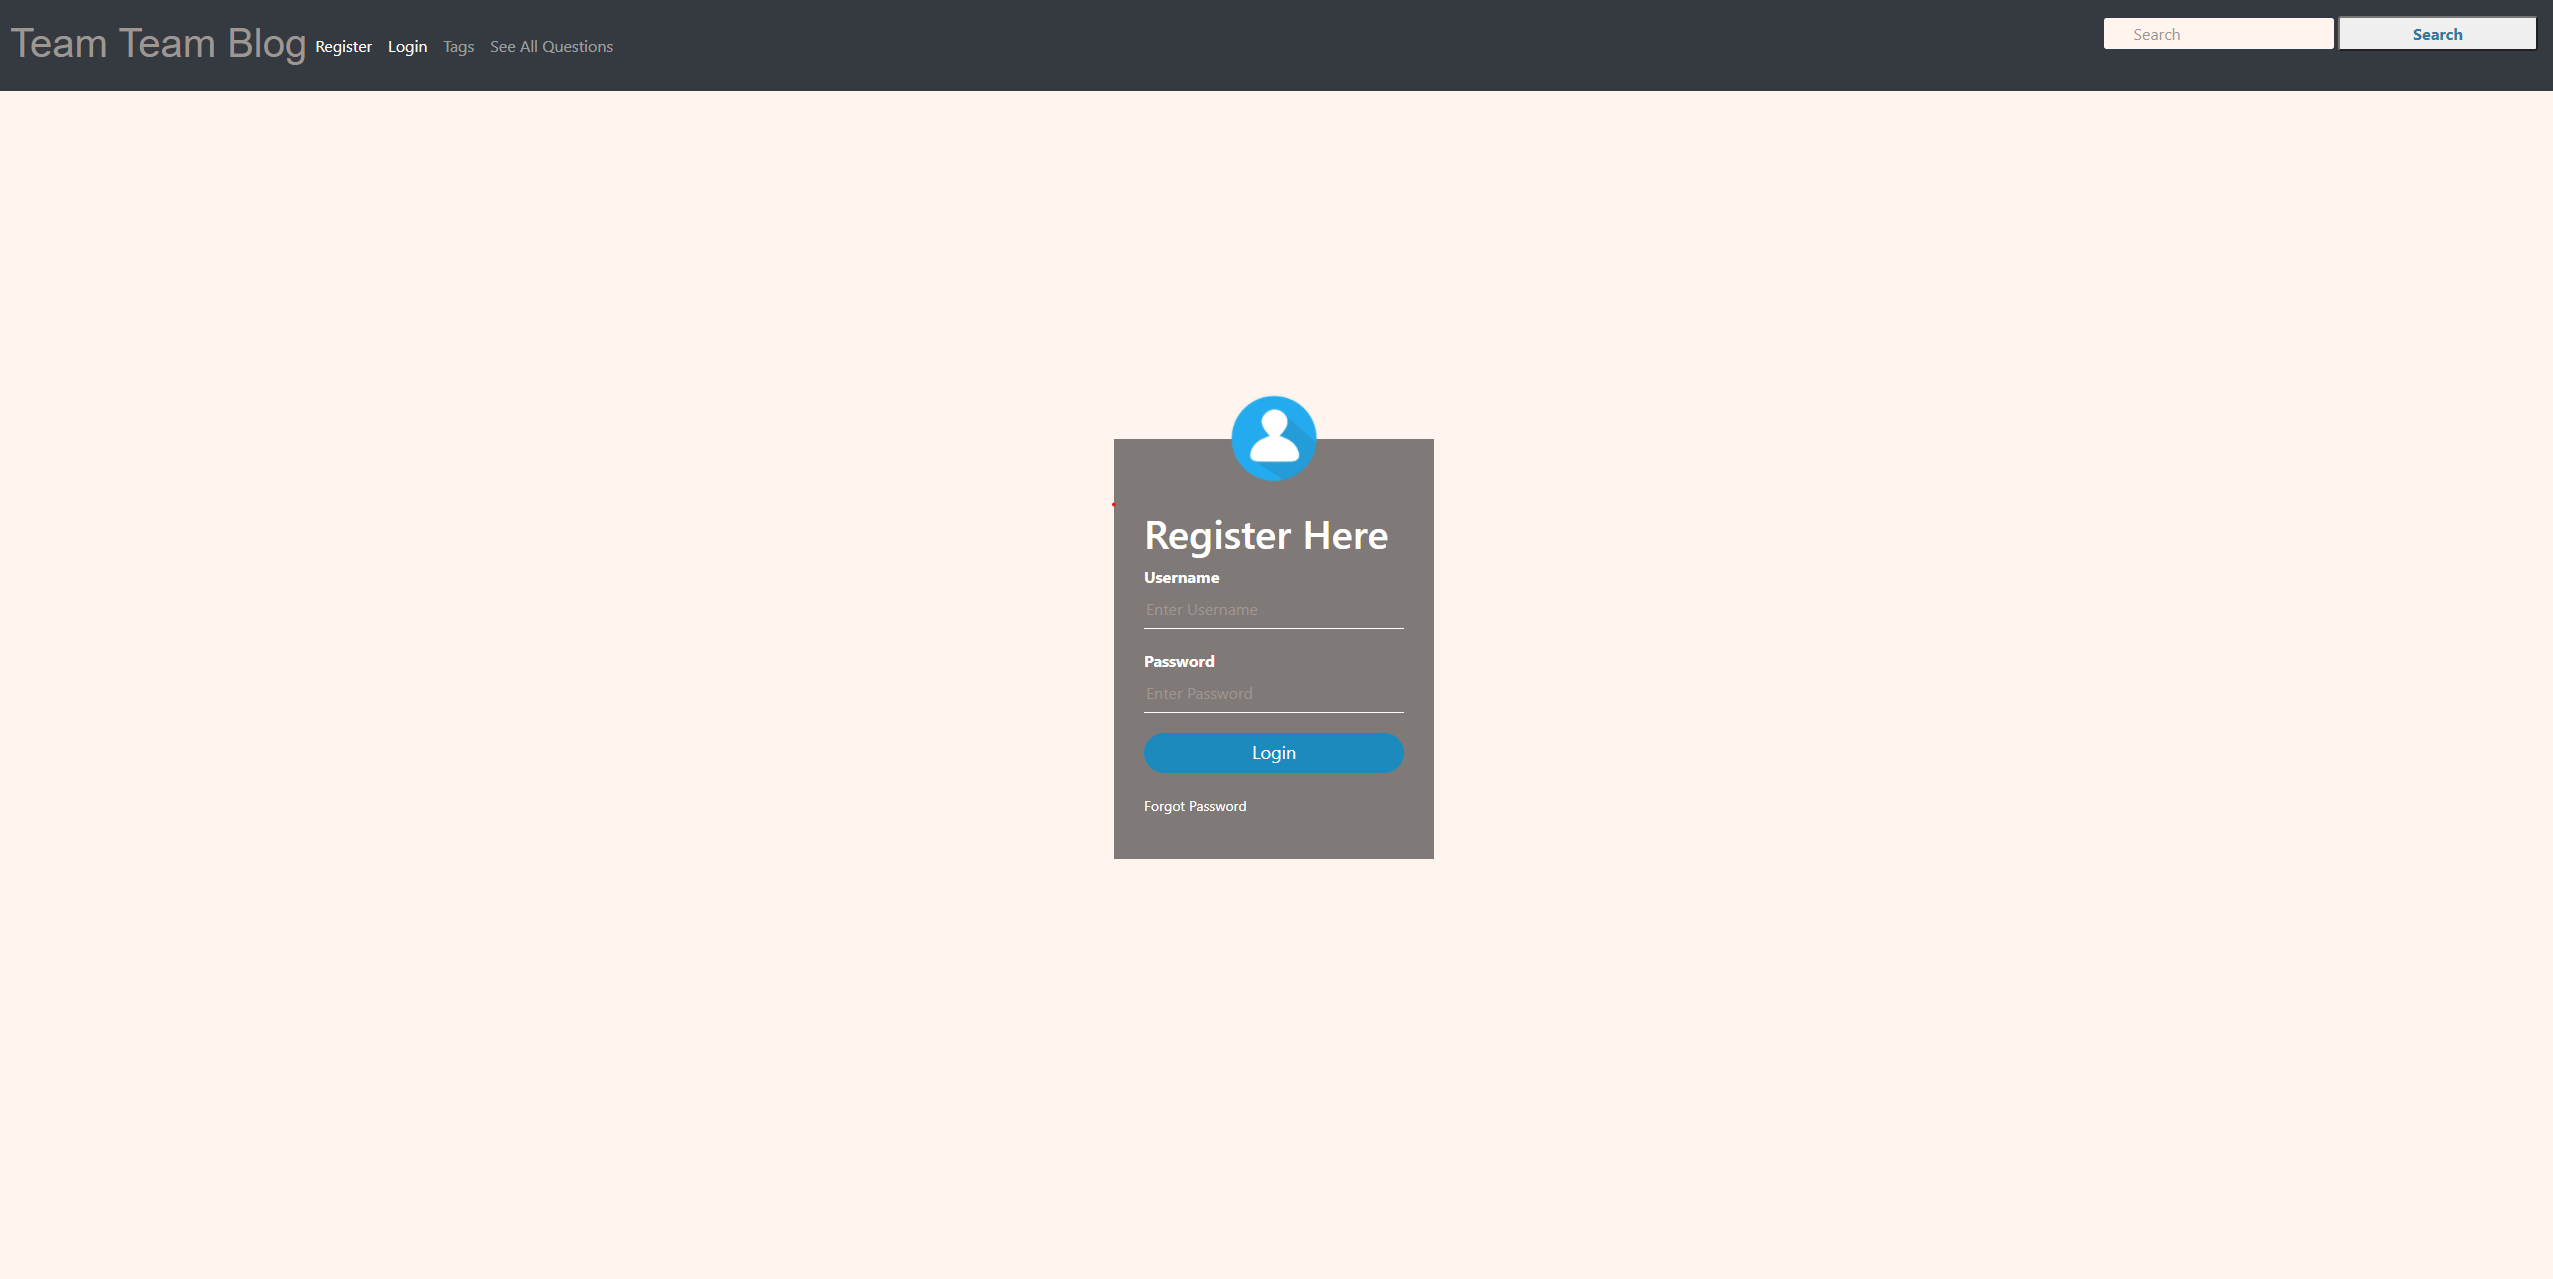 Team Team Blog Register Login Tags See All Questions Search Search
Register Here
Username
Enter Username
Password
Enter Password
Login
Forgot Password